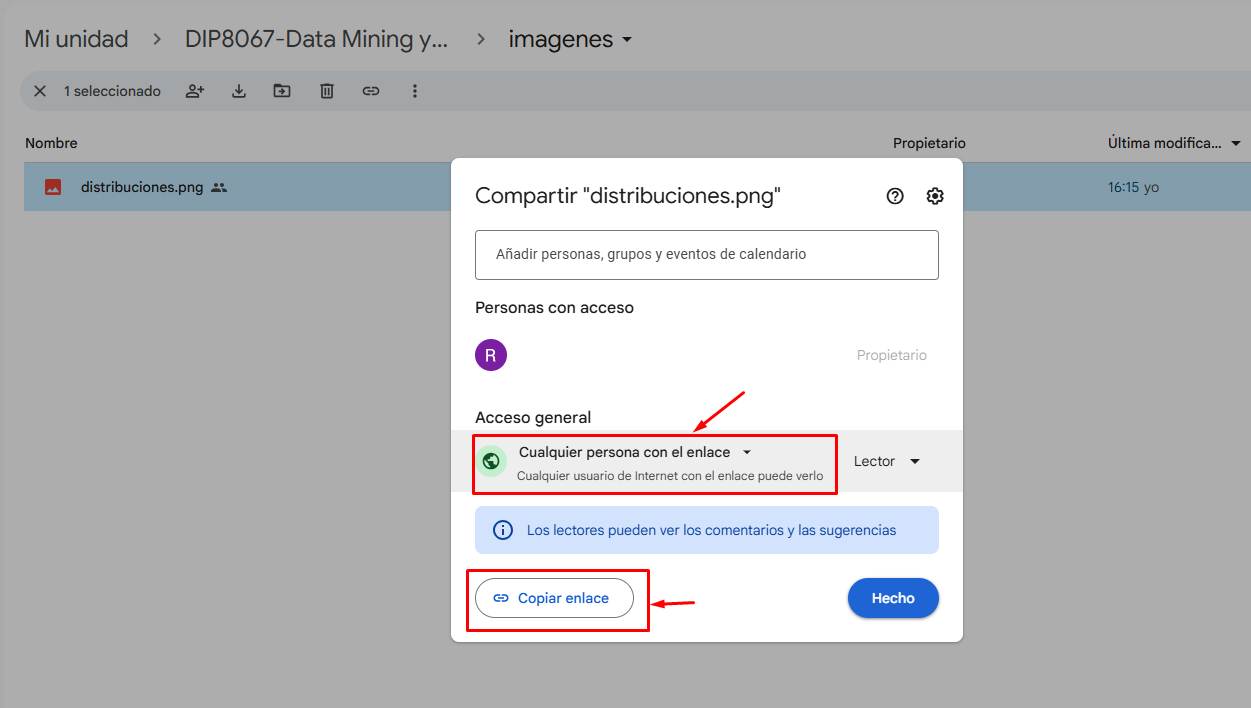 Mi unidad > DIP8067-Data Mining y... > imagenes
1 seleccionado
Nombre Propietario Última modifica...
distribuciones.png 16:15 yo
Compartir "distribuciones.png"
Añadir personas, grupos y eventos de calendario
Personas con acceso
R Propietario
Acceso general
Cualquier persona con el enlace
Cualquier usuario de Internet con el enlace puede verlo
Lector
Los lectores pueden ver los comentarios y las sugerencias
Copiar enlace Hecho